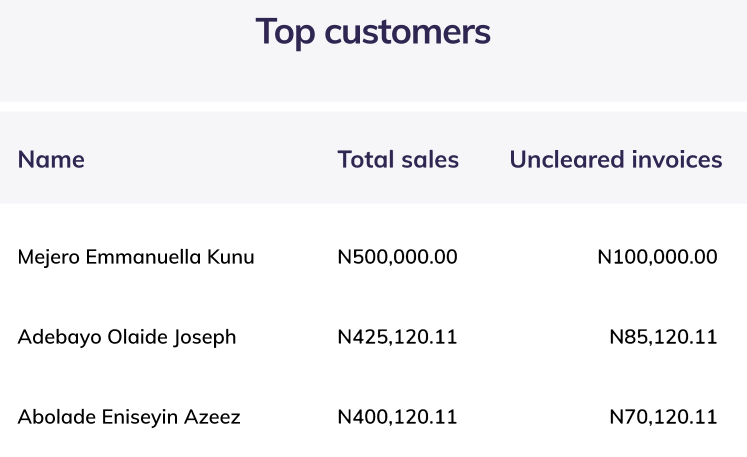 Top customers
Name Total sales Uncleared invoices
Mejero Emmanuella Kunu N500,000.00 N100,000.00
Adebayo Olaide Joseph N425,120.11 N85,120.11
Abolade Eniseyin Azeez N400,120.11 N70,120.11